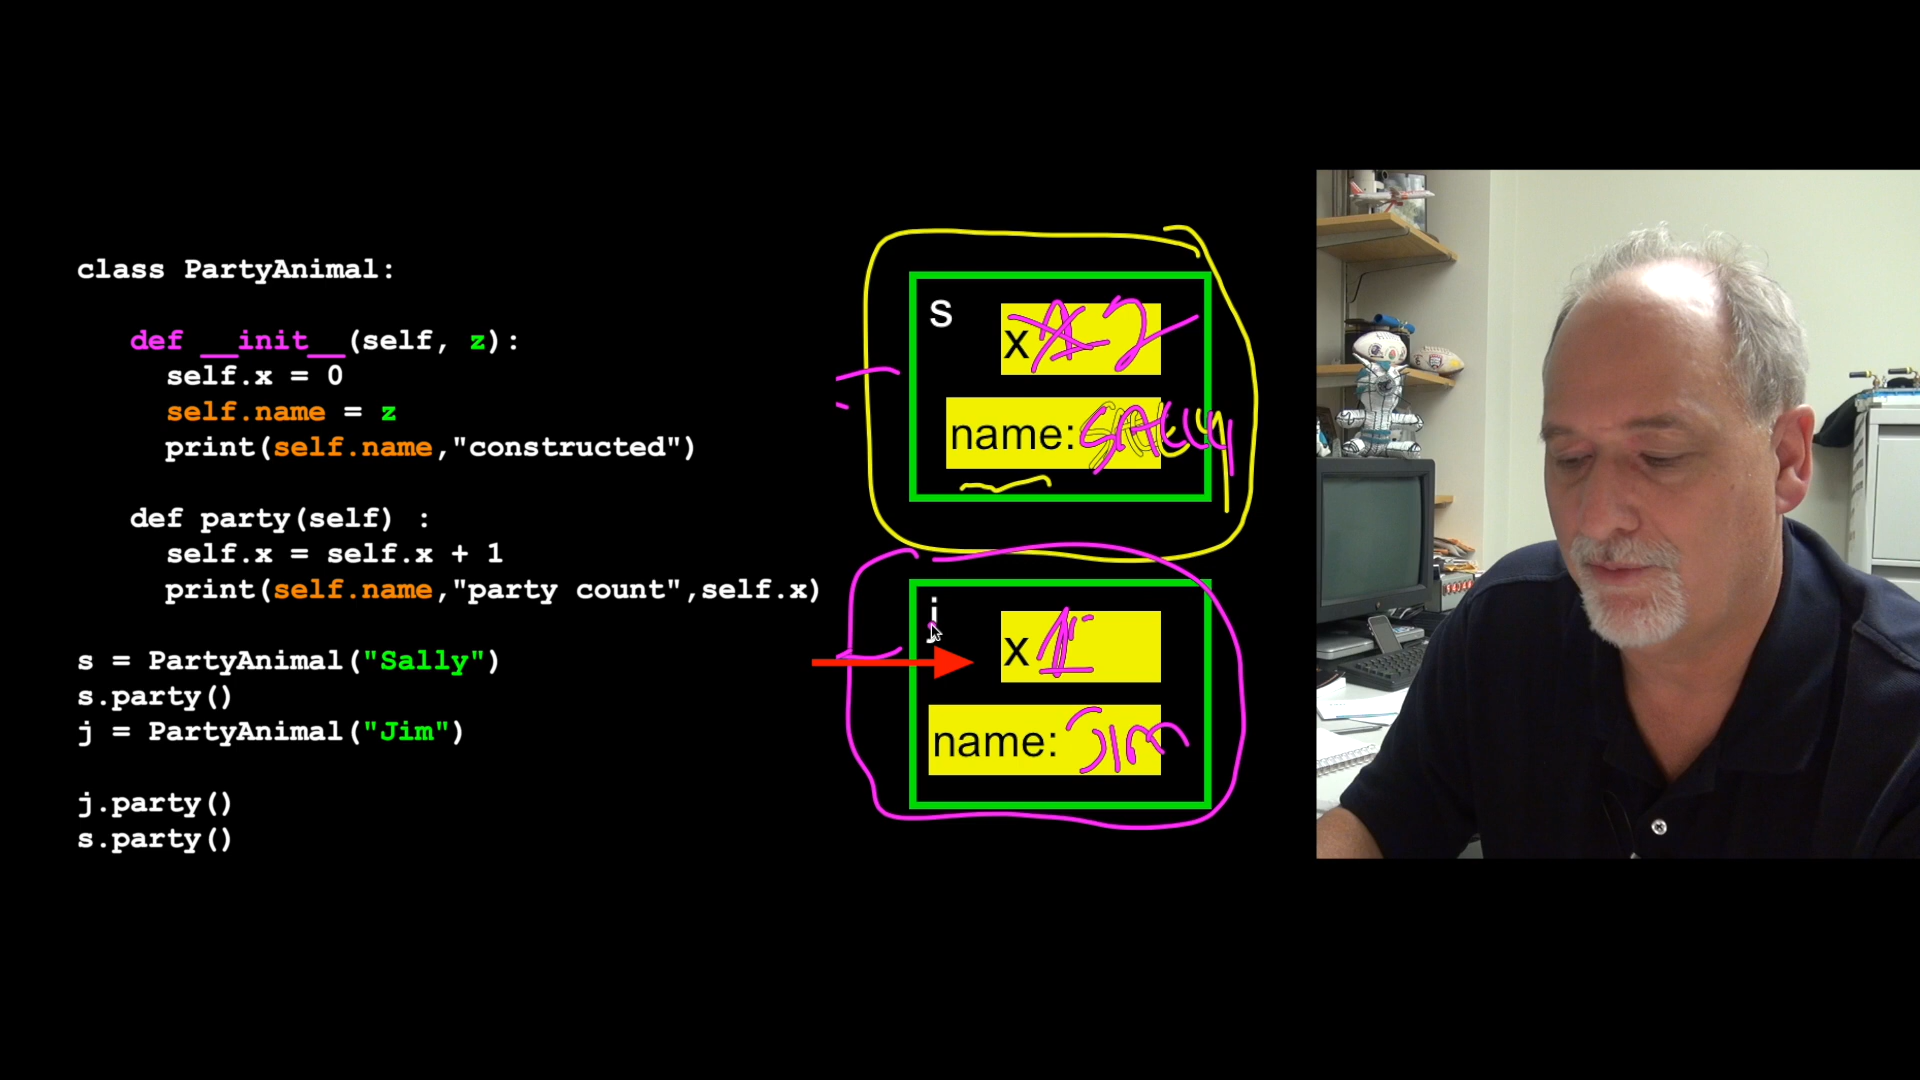 class PartyAnimal:
def __init__(self, z):
self.x = 0
self.name = z
print(self.name,"constructed")
def party(self) :
self.x = self.x + 1
print(self.name,"party count",self.x)
s = PartyAnimal("Sally")
s.party()
j = PartyAnimal("Jim")
j.party()
s.party()
s
x 1 2
name: SALLY
j
x 1
name: JIM